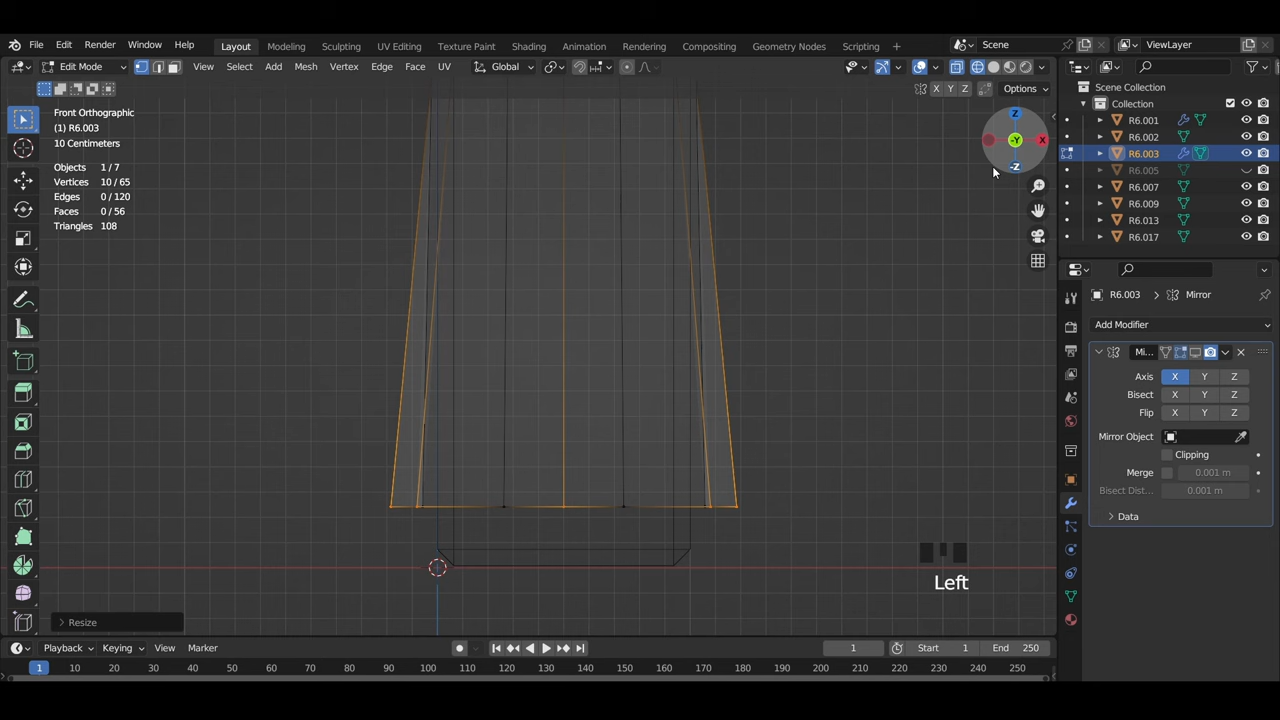 File Edit Render Window Help Layout Modeling Sculpting UV Editing Texture Paint Shading Animation Rendering Compositing Geometry Nodes Scripting + Scene ViewLayer
Edit Mode View Select Add Mesh Vertex Edge Face UV Global
X Y Z Options
Scene Collection
Collection
R6.001
R6.002
R6.003
R6.005
R6.007
R6.009
R6.013
R6.017
Front Orthographic
(1) R6.003
10 Centimeters
Objects 1 / 7
Vertices 10 / 65
Edges 0 / 120
Faces 0 / 56
Triangles 108
Z
-Y X
-Z
R6.003 > Mirror
Add Modifier
Mi...
Axis X Y Z
Bisect X Y Z
Flip X Y Z
Mirror Object
Clipping
Merge 0.001 m
Bisect Dist... 0.001 m
Data
Left
Resize
Playback Keying View Marker 1 Start 1 End 250
1 10 20 30 40 50 60 70 80 90 100 110 120 130 140 150 160 170 180 190 200 210 220 230 240 250